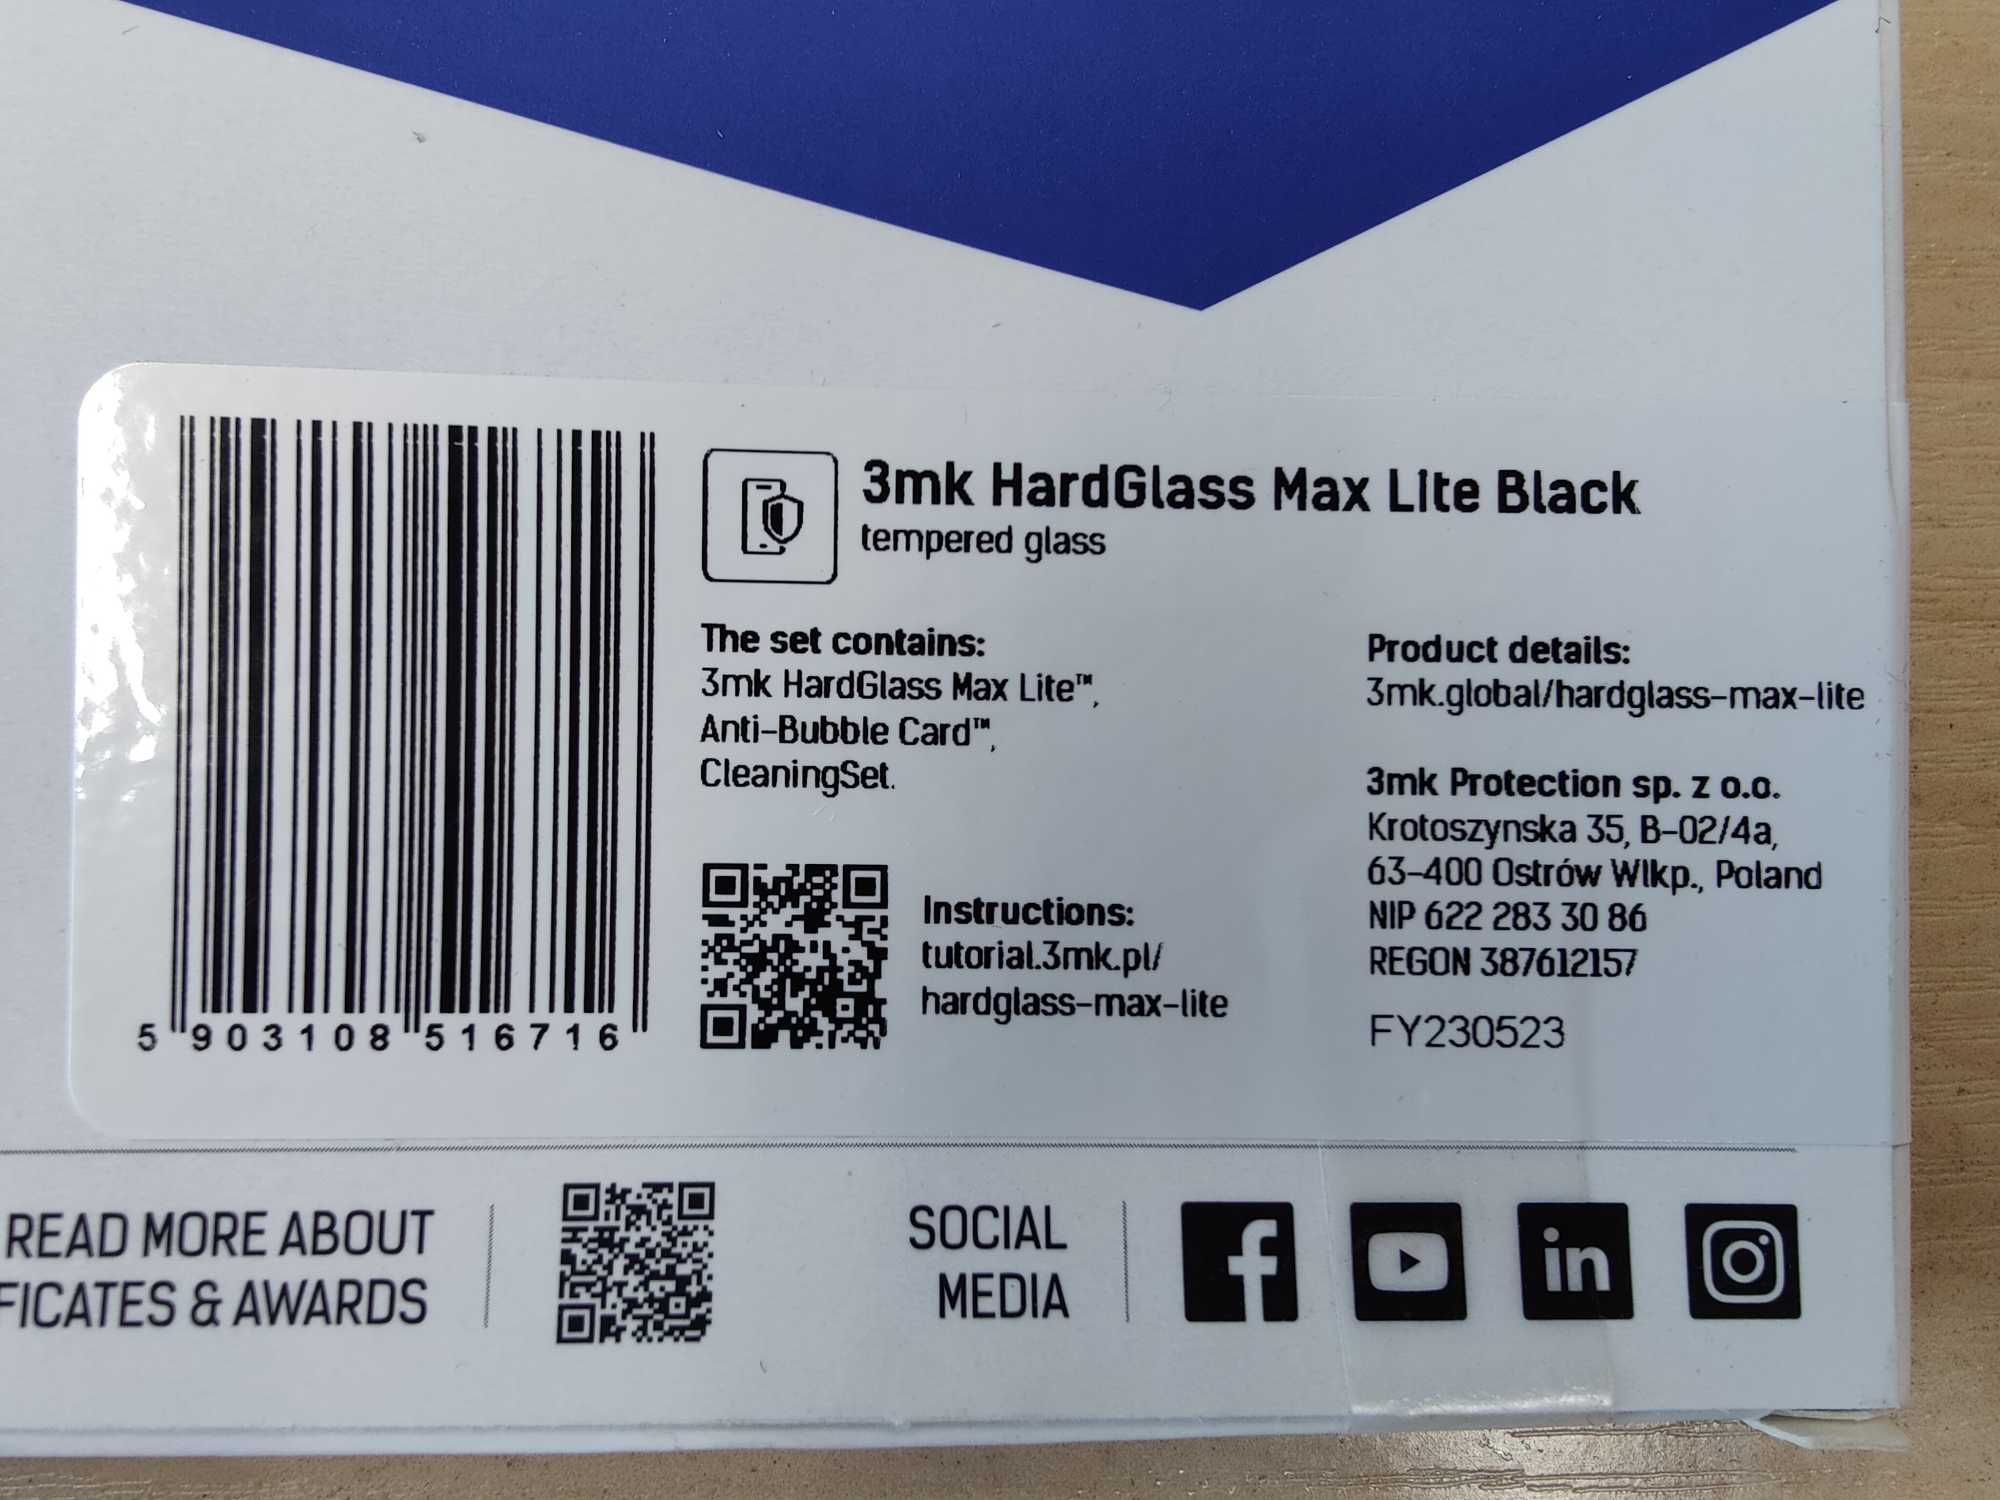 3mk HardGlass Max Lite Black
tempered glass
The set contains:
3mk HardGlass Max Lite™,
Anti-Bubble Card™,
CleaningSet.
Instructions:
tutorial.3mk.pl/
hardglass-max-lite
Product details:
3mk.global/hardglass-max-lite
3mk Protection sp. z o.o.
Krotoszynska 35, B-02/4a,
63-400 Ostrów Wlkp., Poland
NIP 622 283 30 86
REGON 387612157
FY230523
5 903108 516716
READ MORE ABOUT
FICATES & AWARDS
SOCIAL
MEDIA
f
in